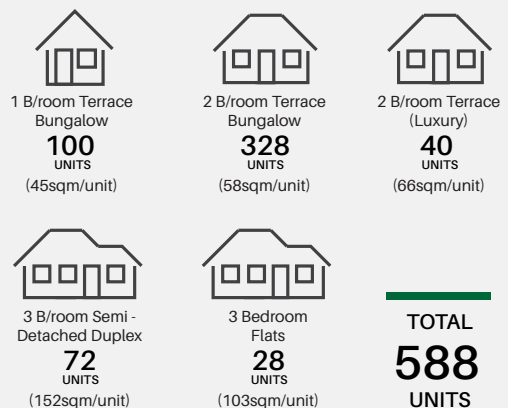 1 B/room Terrace
Bungalow
100
UNITS
(45sqm/unit)
2 B/room Terrace
Bungalow
328
UNITS
(58sqm/unit)
2 B/room Terrace
(Luxury)
40
UNITS
(66sqm/unit)
3 B/room Semi -
Detached Duplex
72
UNITS
(152sqm/unit)
3 Bedroom
Flats
28
UNITS
(103sqm/unit)
TOTAL
588
UNITS